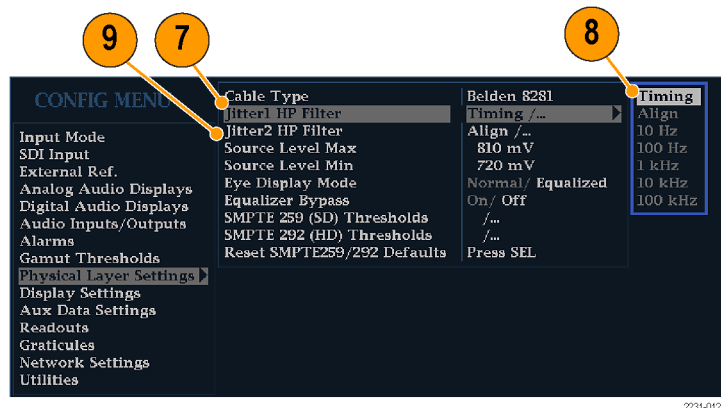 9
7
8
CONFIG MENU
Input Mode
SDI Input
External Ref.
Analog Audio Displays
Digital Audio Displays
Audio Inputs/Outputs
Alarms
Gamut Thresholds
Physical Layer Settings
Display Settings
Aux Data Settings
Readouts
Graticules
Network Settings
Utilities
Cable Type Belden 8281
Jitter1 HP Filter Timing /...
Jitter2 HP Filter Align /...
Source Level Max 810 mV
Source Level Min 720 mV
Eye Display Mode Normal/ Equalized
Equalizer Bypass On/ Off
SMPTE 259 (SD) Thresholds /...
SMPTE 292 (HD) Thresholds /...
Reset SMPTE259/292 Defaults Press SEL
Timing
Align
10 Hz
100 Hz
1 kHz
10 kHz
100 kHz
2231-012